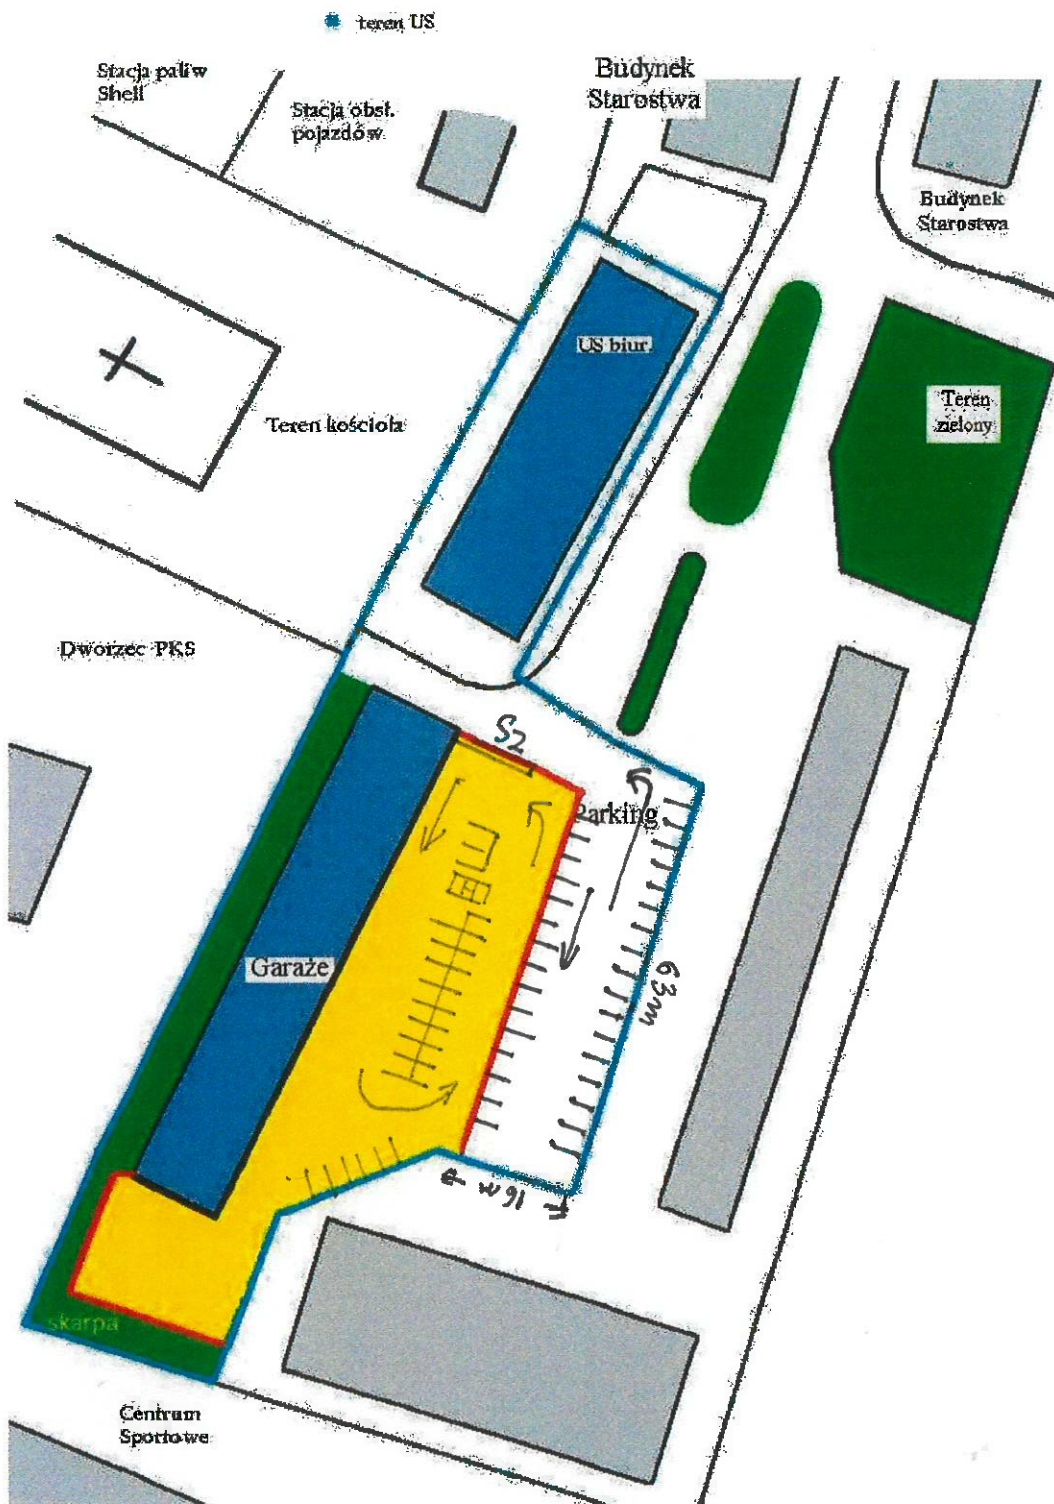 teren US
Stacja paliw
Shell
Stacja obsł.
pojazdów
Budynek
Starostwa
Budynek
Starostwa
US biur.
Teren
zielony
Teren kościoła
Dworzec PKS
S2
Parking
Garaże
63m
16m
skarpa
Centrum
Sportowe